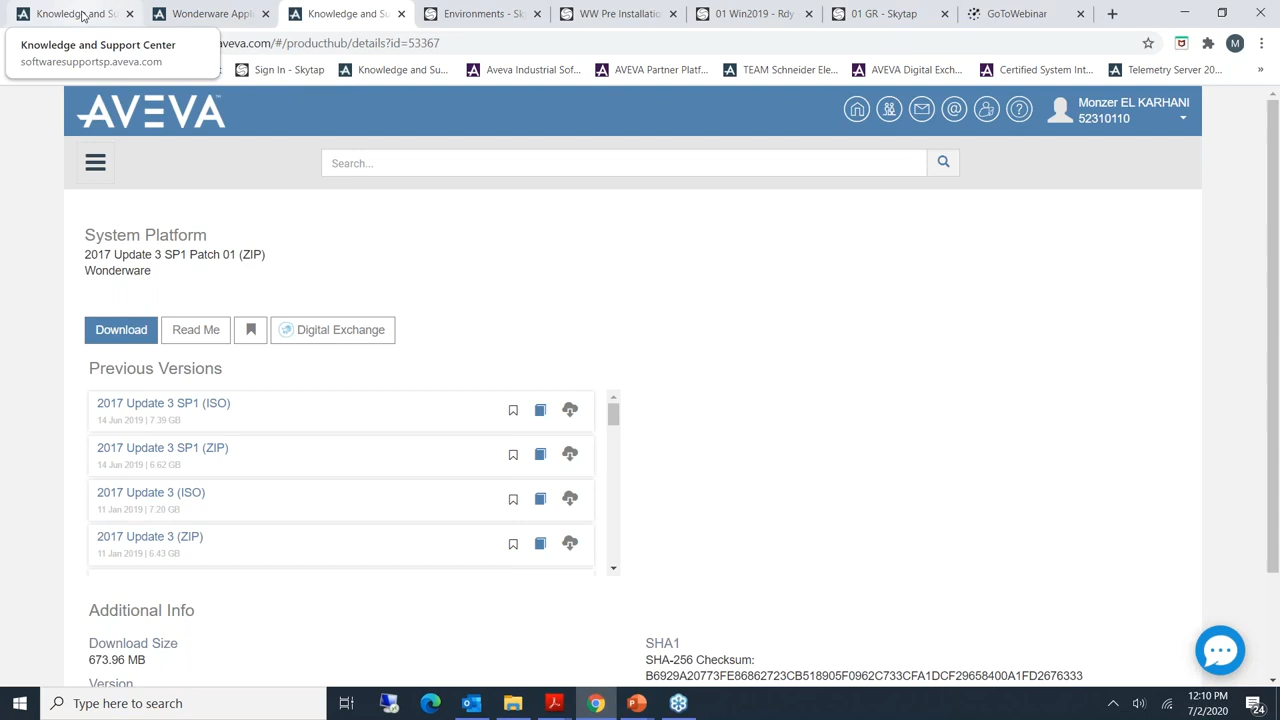 Knowledge and Su
Wonderware Appl
Knowledge and Su
Environments - Sky
WW Pre Installatio
01 Win2019 - Rdy
01 GR - Skytap
GoToWebinar
Knowledge and Support Center
softwaresupportsp.aveva.com
aveva.com/#/producthub/details?id=53367
M
Sign In - Skytap
Knowledge and Su...
Aveva Industrial Sof...
AVEVA Partner Platf...
TEAM Schneider Ele...
AVEVA Digital Exch...
Certified System Int...
Telemetry Server 20...
»
AVEVA
Monzer EL KARHANI
52310110
Search...
System Platform
2017 Update 3 SP1 Patch 01 (ZIP)
Wonderware
Download
Read Me
Digital Exchange
Previous Versions
2017 Update 3 SP1 (ISO)
14 Jun 2019 | 7.39 GB
2017 Update 3 SP1 (ZIP)
14 Jun 2019 | 6.62 GB
2017 Update 3 (ISO)
11 Jan 2019 | 7.20 GB
2017 Update 3 (ZIP)
11 Jan 2019 | 6.43 GB
Additional Info
Download Size
673.96 MB
Version
SHA1
SHA-256 Checksum:
B6929A20773FE86862723CB518905F0962C733CFA1DCF29658400A1FD2676333
Type here to search
12:10 PM
7/2/2020
24